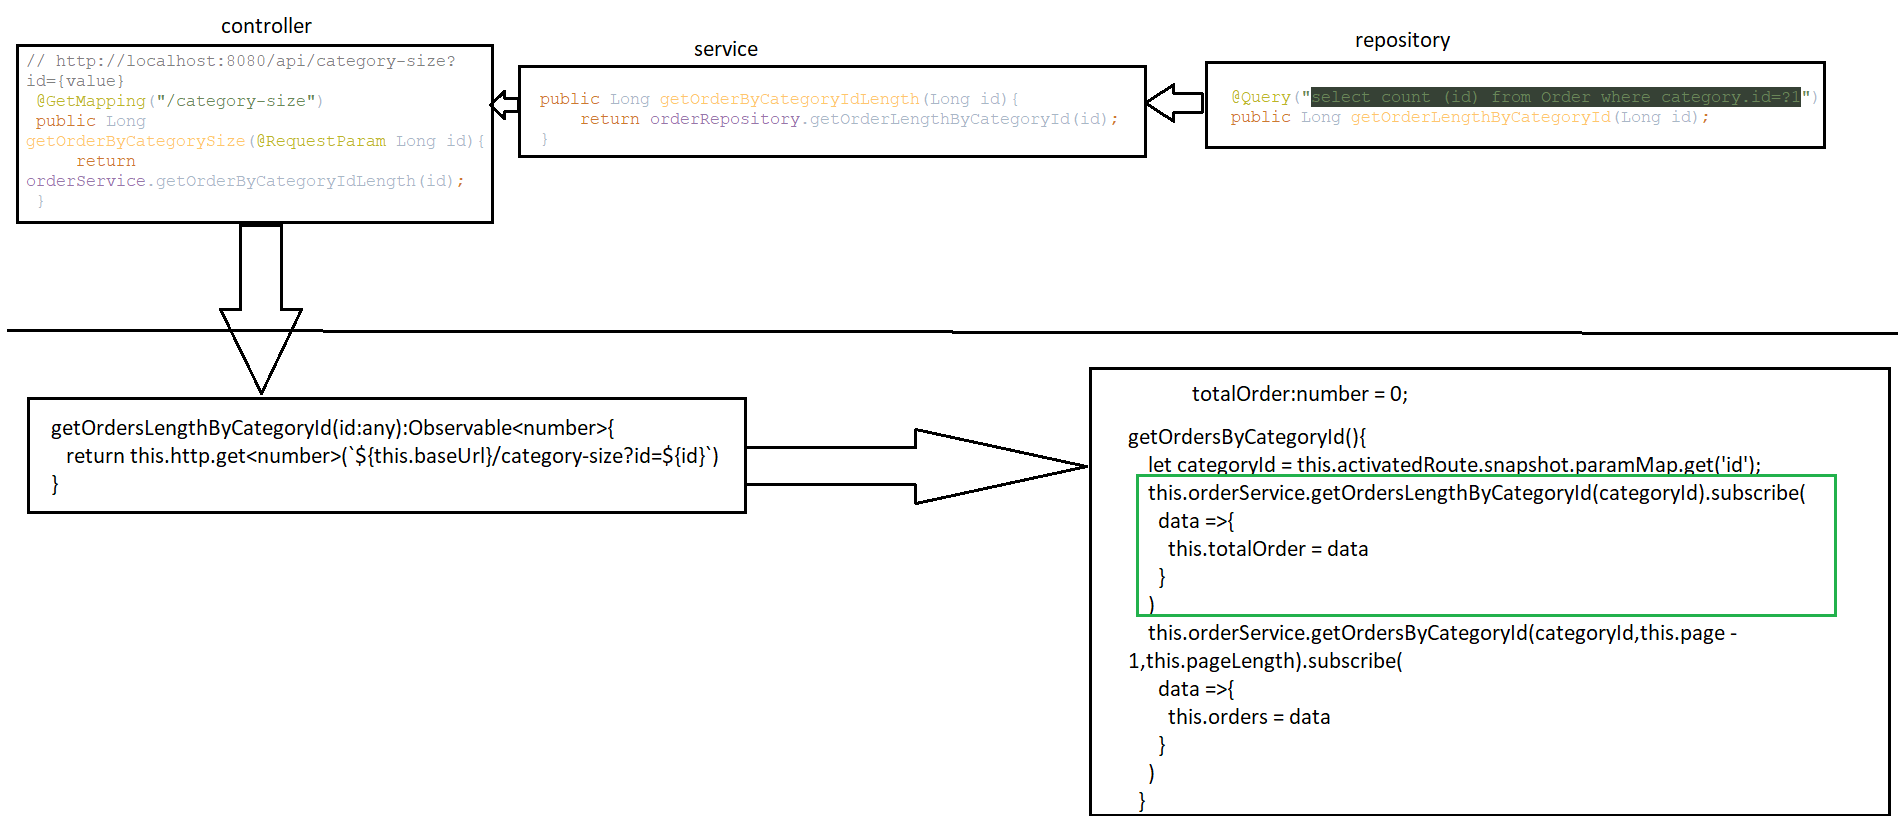 controller
// http://localhost:8080/api/category-size?
id={value}
@GetMapping("/category-size")
public Long
getOrderByCategorySize(@RequestParam Long id){
return
orderService.getOrderByCategoryIdLength(id);
}
service
public Long getOrderByCategoryIdLength(Long id){
return orderRepository.getOrderLengthByCategoryId(id);
}
repository
@Query("select count (id) from Order where category.id=?1")
public Long getOrderLengthByCategoryId(Long id);
getOrdersLengthByCategoryId(id:any):Observable<number>{
return this.http.get<number>(`${this.baseUrl}/category-size?id=${id}`)
}
totalOrder:number = 0;
getOrdersByCategoryId(){
let categoryId = this.activatedRoute.snapshot.paramMap.get('id');
this.orderService.getOrdersLengthByCategoryId(categoryId).subscribe(
data =>{
this.totalOrder = data
}
)
this.orderService.getOrdersByCategoryId(categoryId,this.page -
1,this.pageLength).subscribe(
data =>{
this.orders = data
}
)
}